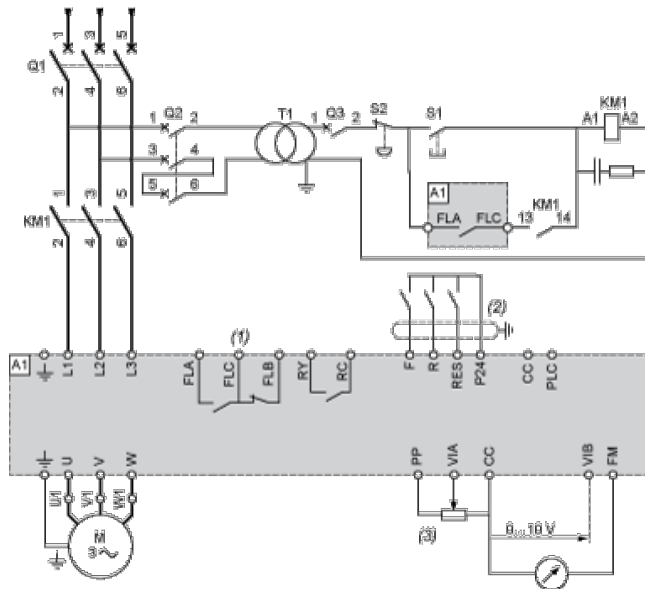 1 3 5
Q1
2 4 6
1 Q2 2
3 4
5 6
T1
1 Q3 2
S2
S1
KM1
A1 A2
A1
FLA FLC
KM1
13 14
1 3 5
KM1
2 4 6
(1)
(2)
A1
L1 L2 L3
FLA FLC FLB RY RC
F R RES P24 CC PLC
U V W
PP VIA CC VIB FM
U1 V1 W1
M
3
(3)
0...10 V